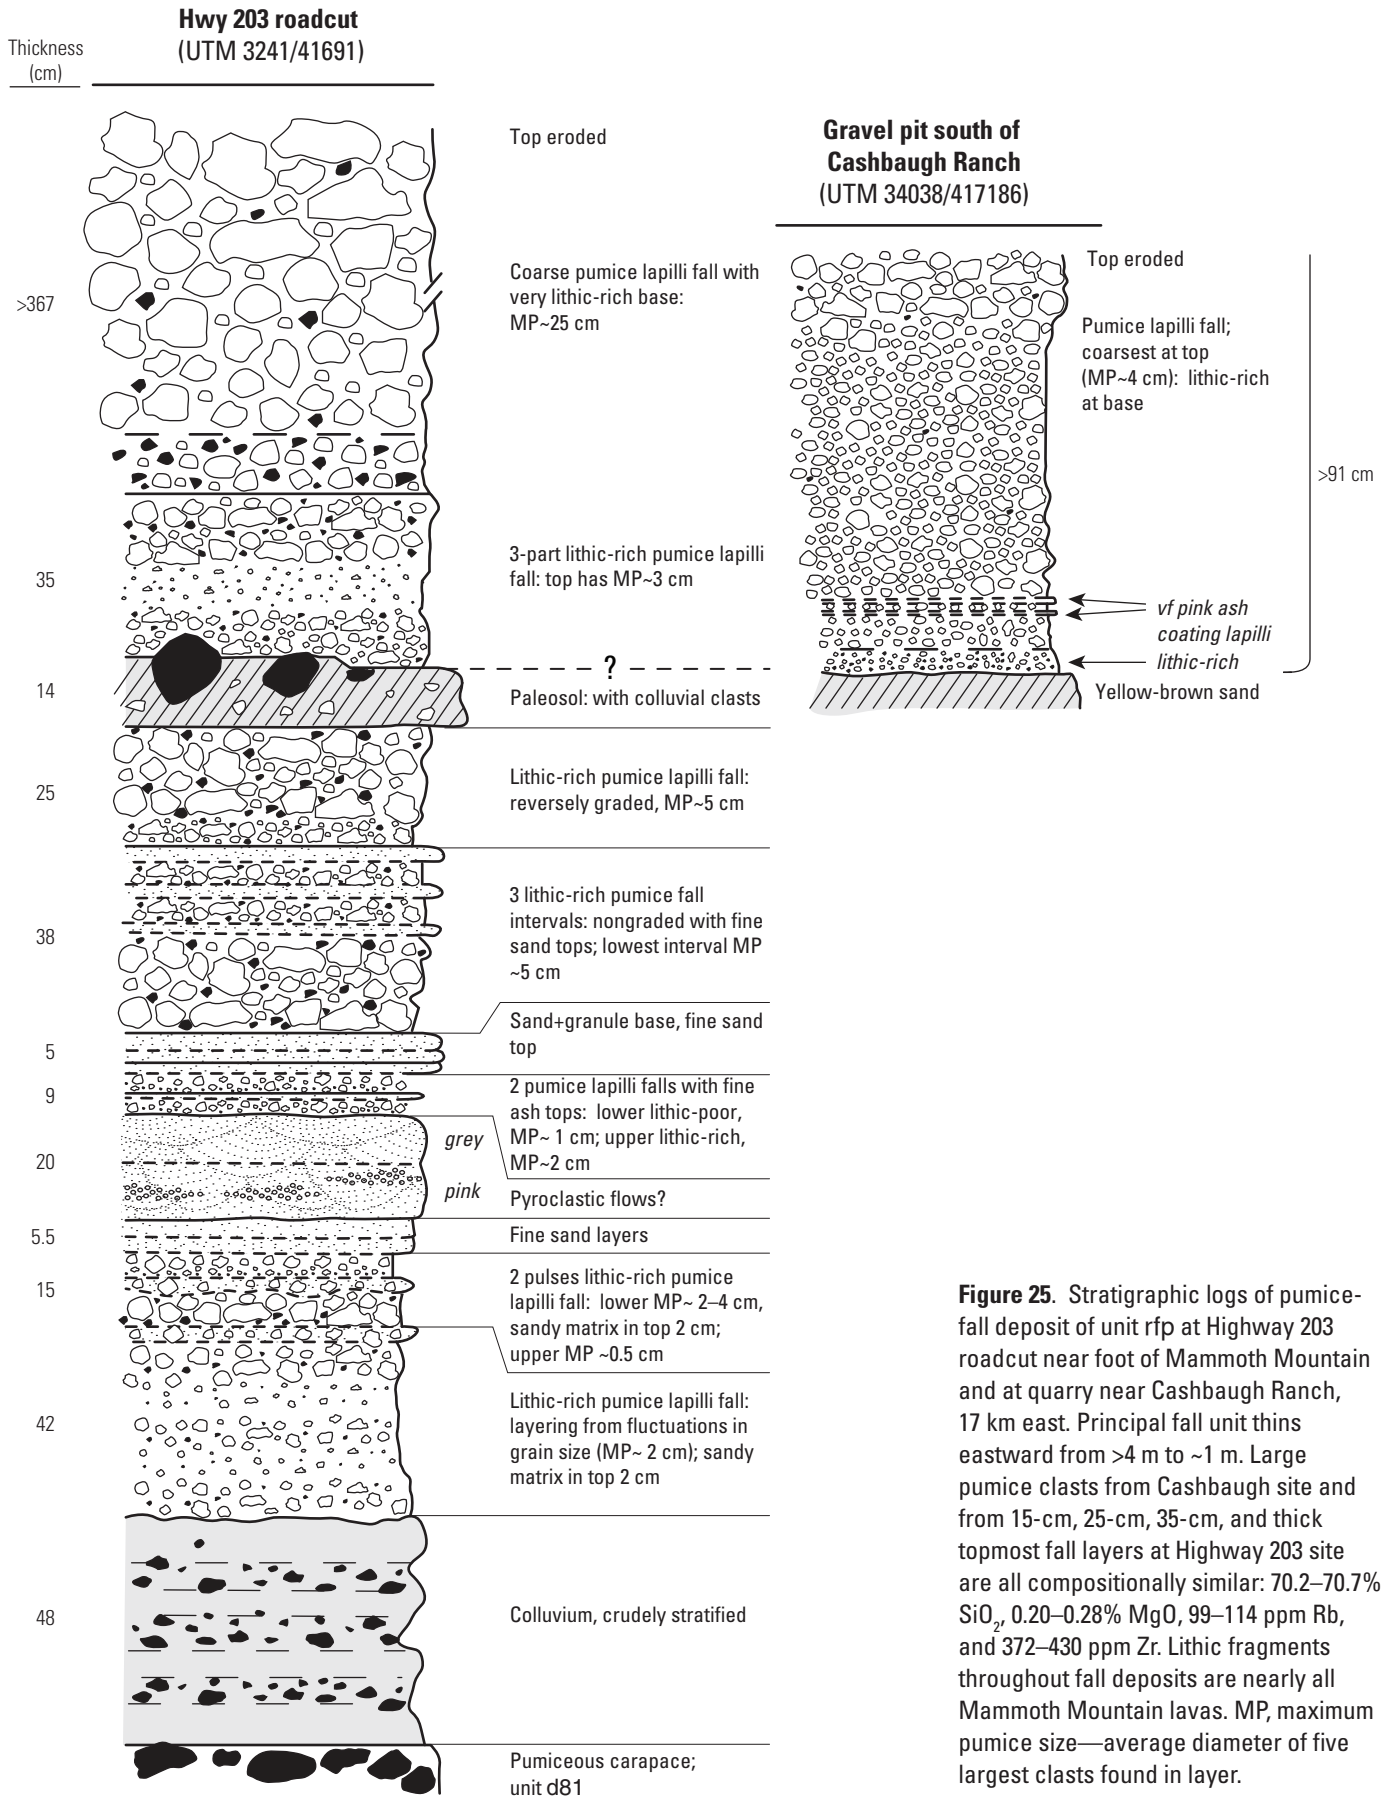 Hwy 203 roadcut
(UTM 3241/41691)
Thickness
(cm)
Top eroded
>367
Coarse pumice lapilli fall with
very lithic-rich base:
MP~25 cm
35
3-part lithic-rich pumice lapilli
fall: top has MP~3 cm
?
14
Paleosol: with colluvial clasts
25
Lithic-rich pumice lapilli fall:
reversely graded, MP~5 cm
38
3 lithic-rich pumice fall
intervals: nongraded with fine
sand tops; lowest interval MP
~5 cm
5
Sand+granule base, fine sand
top
9
2 pumice lapilli falls with fine
ash tops: lower lithic-poor,
MP~ 1 cm; upper lithic-rich,
MP~2 cm
20
grey
pink
Pyroclastic flows?
5.5
Fine sand layers
15
2 pulses lithic-rich pumice
lapilli fall: lower MP~ 2–4 cm,
sandy matrix in top 2 cm;
upper MP ~0.5 cm
42
Lithic-rich pumice lapilli fall:
layering from fluctuations in
grain size (MP~ 2 cm); sandy
matrix in top 2 cm
48
Colluvium, crudely stratified
Pumiceous carapace;
unit d81
Gravel pit south of
Cashbaugh Ranch
(UTM 34038/417186)
Top eroded
Pumice lapilli fall;
coarsest at top
(MP~4 cm): lithic-rich
at base
>91 cm
vf pink ash
coating lapilli
lithic-rich
Yellow-brown sand
Figure 25. Stratigraphic logs of pumice-
fall deposit of unit rfp at Highway 203
roadcut near foot of Mammoth Mountain
and at quarry near Cashbaugh Ranch,
17 km east. Principal fall unit thins
eastward from >4 m to ~1 m. Large
pumice clasts from Cashbaugh site and
from 15-cm, 25-cm, 35-cm, and thick
topmost fall layers at Highway 203 site
are all compositionally similar: 70.2–70.7%
SiO₂, 0.20–0.28% MgO, 99–114 ppm Rb,
and 372–430 ppm Zr. Lithic fragments
throughout fall deposits are nearly all
Mammoth Mountain lavas. MP, maximum
pumice size—average diameter of five
largest clasts found in layer.